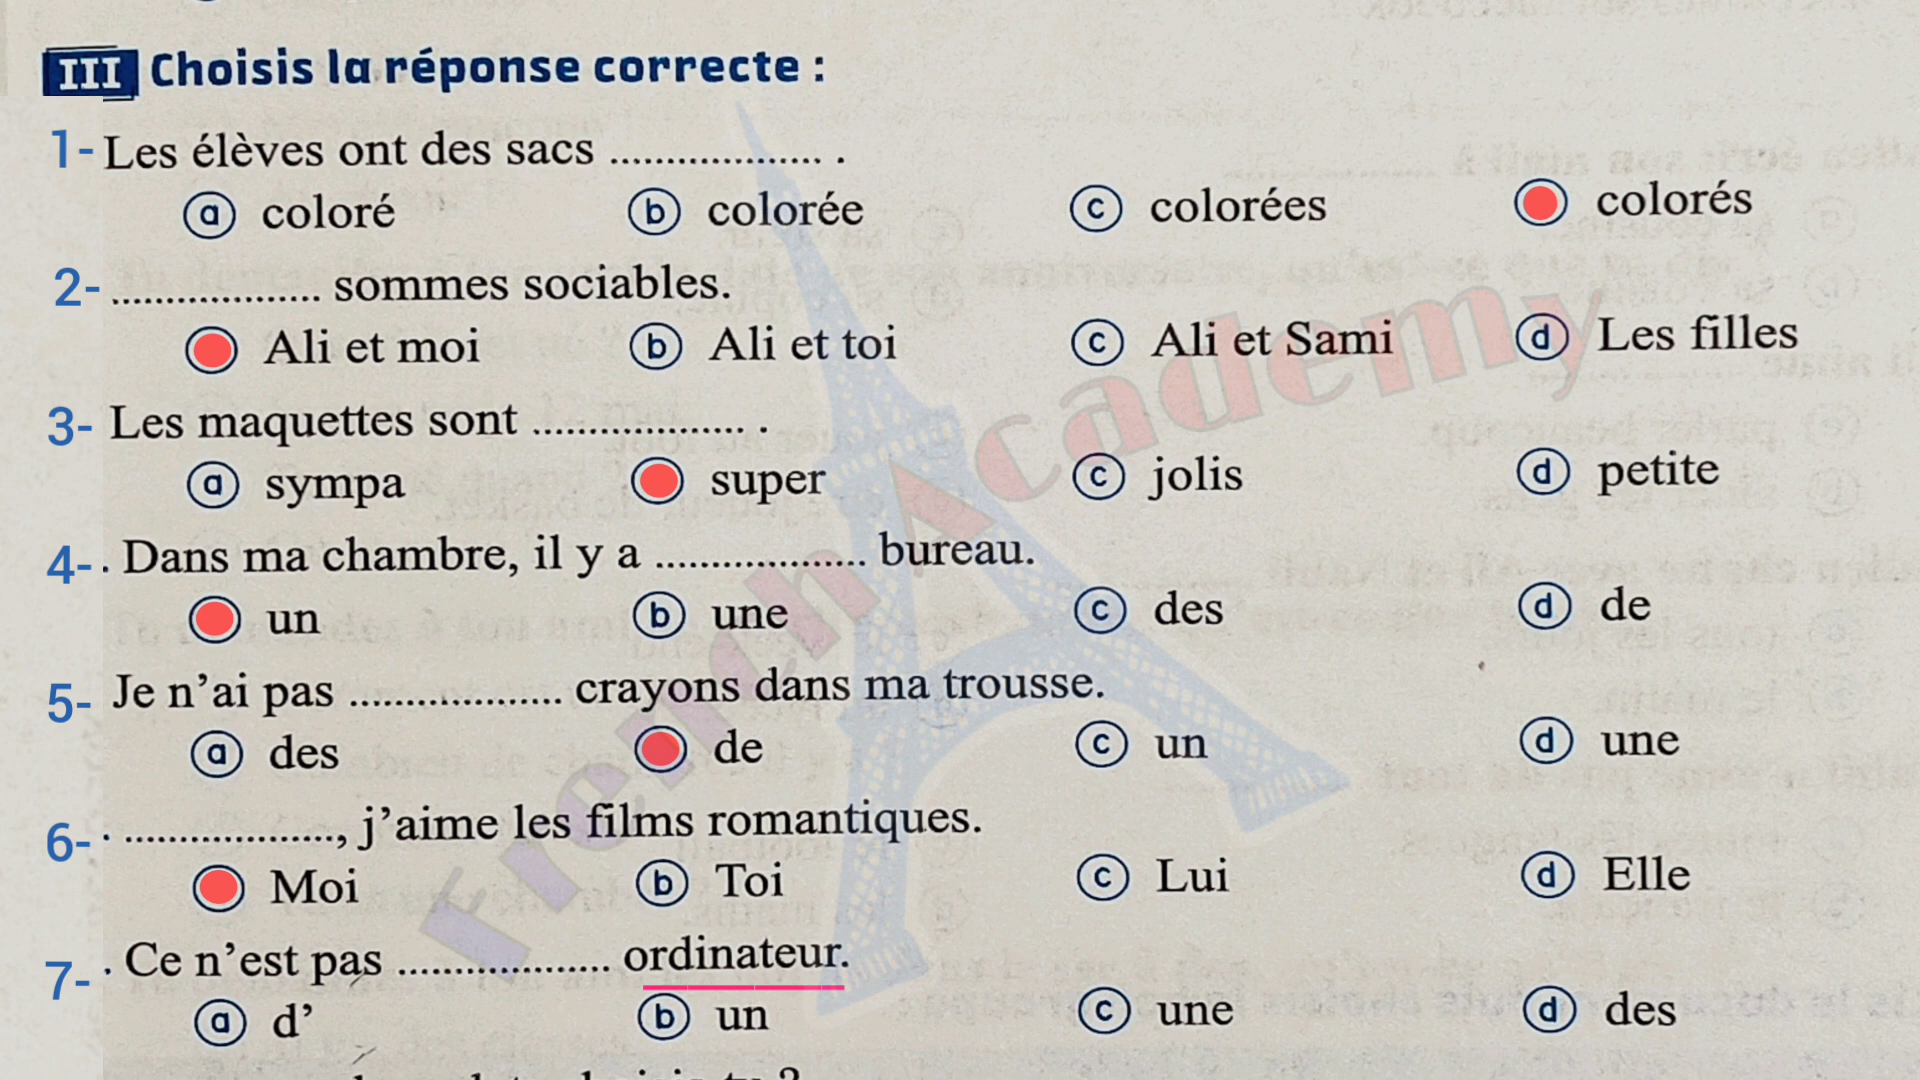 III Choisis la réponse correcte :
1- Les élèves ont des sacs .................... .
a coloré b colorée c colorées colorés
2- .................... sommes sociables.
Ali et moi b Ali et toi c Ali et Sami d Les filles
3- Les maquettes sont .................... .
a sympa super c jolis d petite
4- . Dans ma chambre, il y a .................... bureau.
un b une c des d de
5- Je n'ai pas .................... crayons dans ma trousse.
a des de c un d une
6- . ...................., j'aime les films romantiques.
Moi b Toi c Lui d Elle
7- . Ce n'est pas .................... ordinateur.
a d' b un c une d des
French Academy